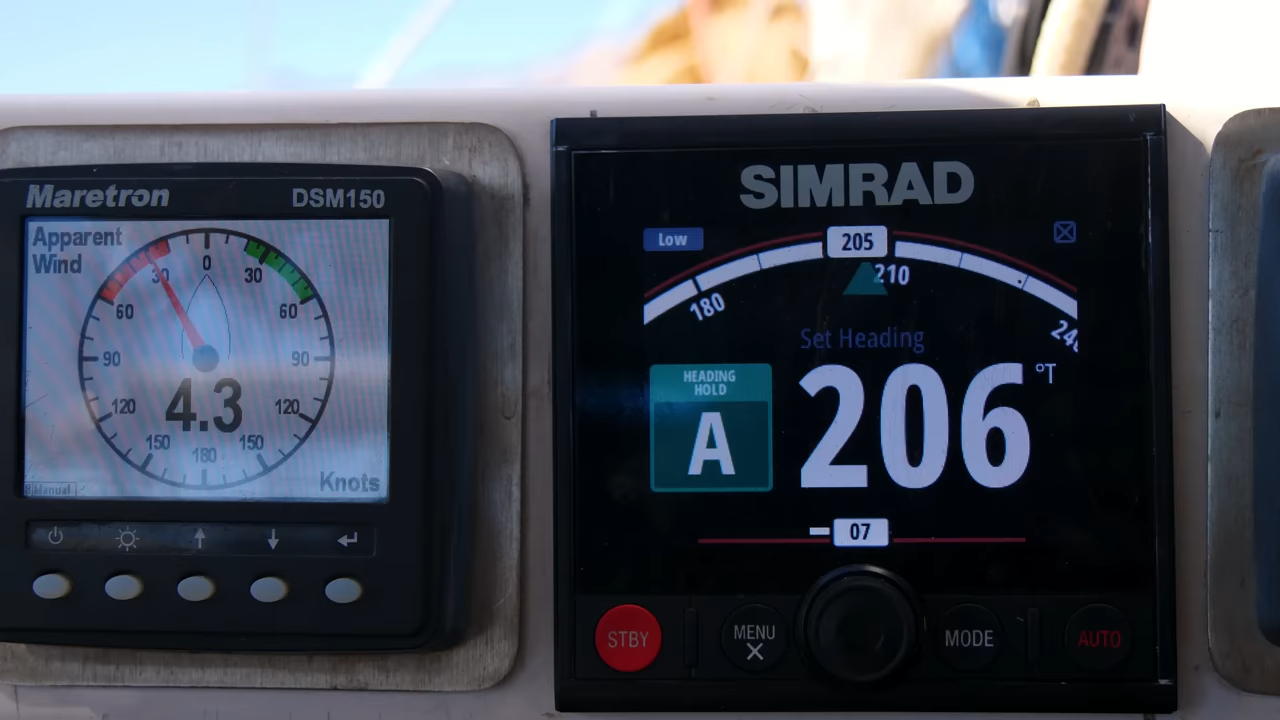 Maretron
DSM150
Apparent
Wind
30
0
30
60
60
90
90
4.3
120
120
150
150
180
Knots
Manual
SIMRAD
Low
205
210
180
Set Heading
HEADING
HOLD
A
206
°T
07
STBY
MENU
MODE
AUTO